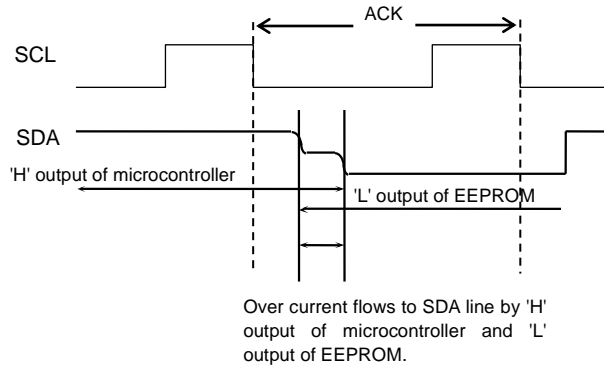 ACK
SCL
SDA
'H' output of microcontroller
'L' output of EEPROM
Over current flows to SDA line by 'H'
output of microcontroller and 'L'
output of EEPROM.